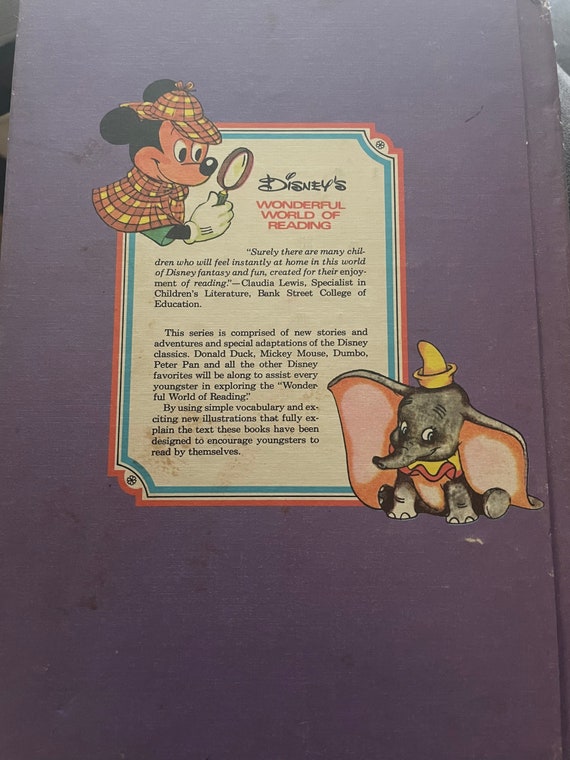 DISNEY'S
WONDERFUL
WORLD OF
READING
"Surely there are many chil-
dren who will feel instantly at home in this world
of Disney fantasy and fun, created for their enjoy-
ment of reading."—Claudia Lewis, Specialist in
Children's Literature, Bank Street College of
Education.
This series is comprised of new stories and
adventures and special adaptations of the Disney
classics. Donald Duck, Mickey Mouse, Dumbo,
Peter Pan and all the other Disney
favorites will be along to assist every
youngster in exploring the "Wonder-
ful World of Reading."
By using simple vocabulary and ex-
citing new illustrations that fully ex-
plain the text these books have been
designed to encourage youngsters to
read by themselves.